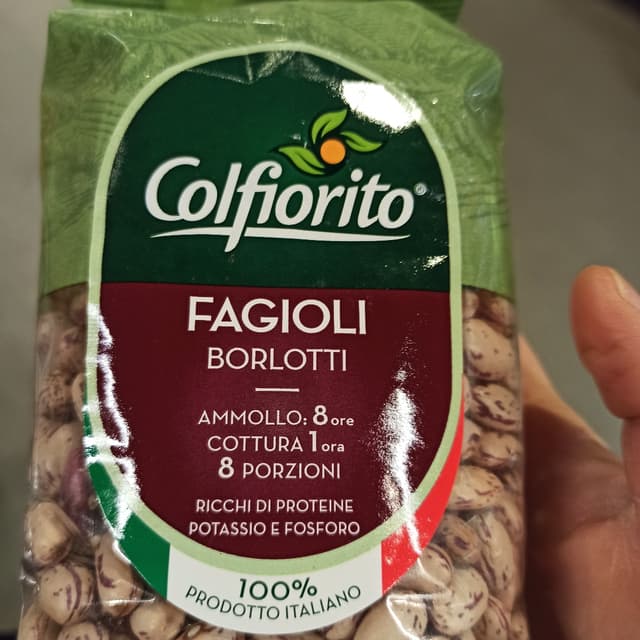 Colfiorito®
FAGIOLI
BORLOTTI
AMMOLLO: 8 ore
COTTURA 1 ora
8 PORZIONI
RICCHI DI PROTEINE
POTASSIO E FOSFORO
100%
PRODOTTO ITALIANO